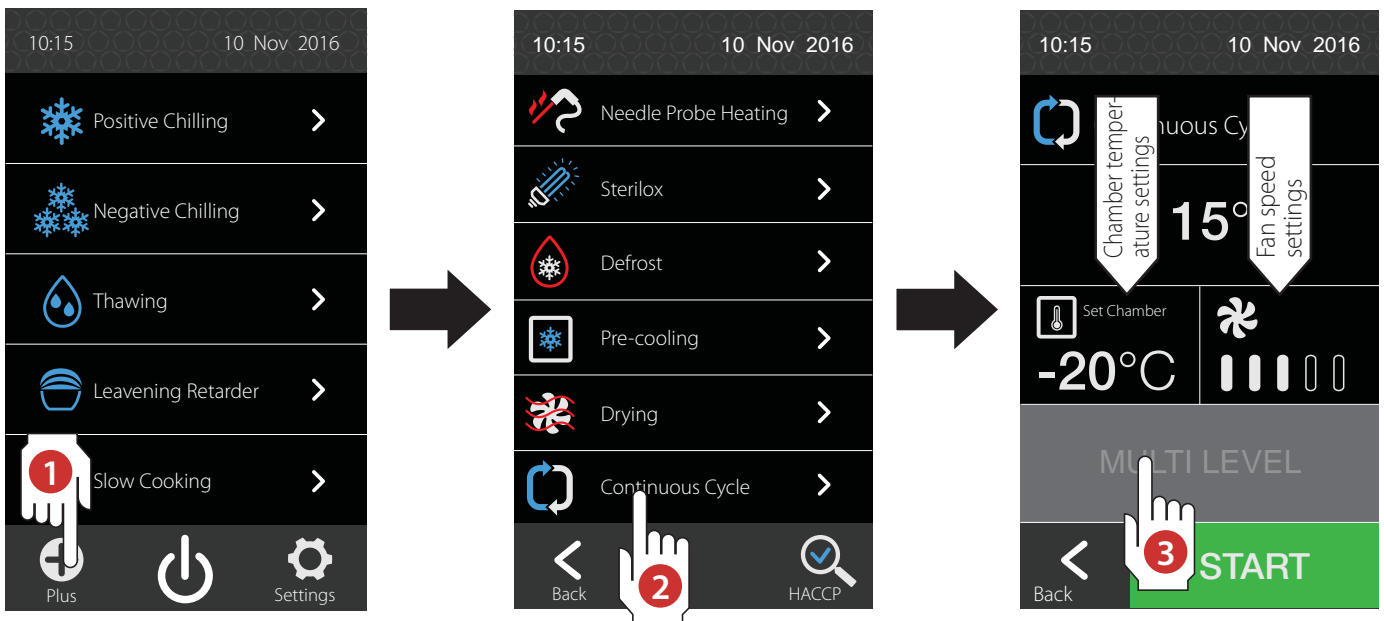 10:15 10 Nov 2016
Positive Chilling
Negative Chilling
Thawing
Leavening Retarder
Slow Cooking
1
Plus
Settings
10:15 10 Nov 2016
Needle Probe Heating
Sterilox
Defrost
Pre-cooling
Drying
Continuous Cycle
Back
2
HACCP
10:15 10 Nov 2016
nuous Cy
Chamber temper-
ature settings
Fan speed
settings
15°
Set Chamber
-20°C
MULTI LEVEL
3
Back
START